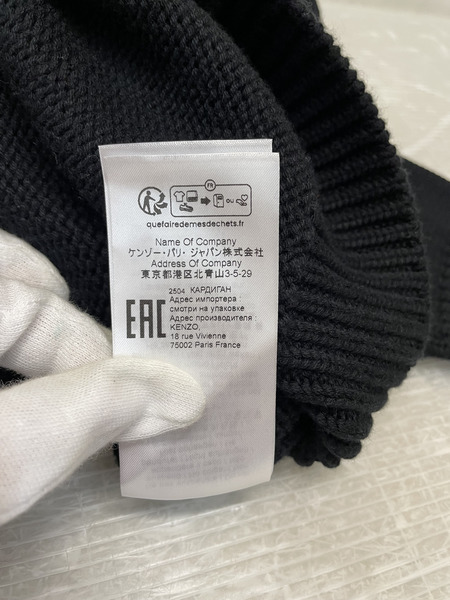 FR
OU
quefairedemesdechets.fr
Name Of Company
ケンゾー・パリ・ジャパン株式会社
Address Of Company
東京都港区北青山3-5-29
EAC
2504 КАРДИГАН
Адрес импортера :
смотри на упаковке
Адрес производителя :
KENZO,
18 rue Vivienne
75002 Paris France